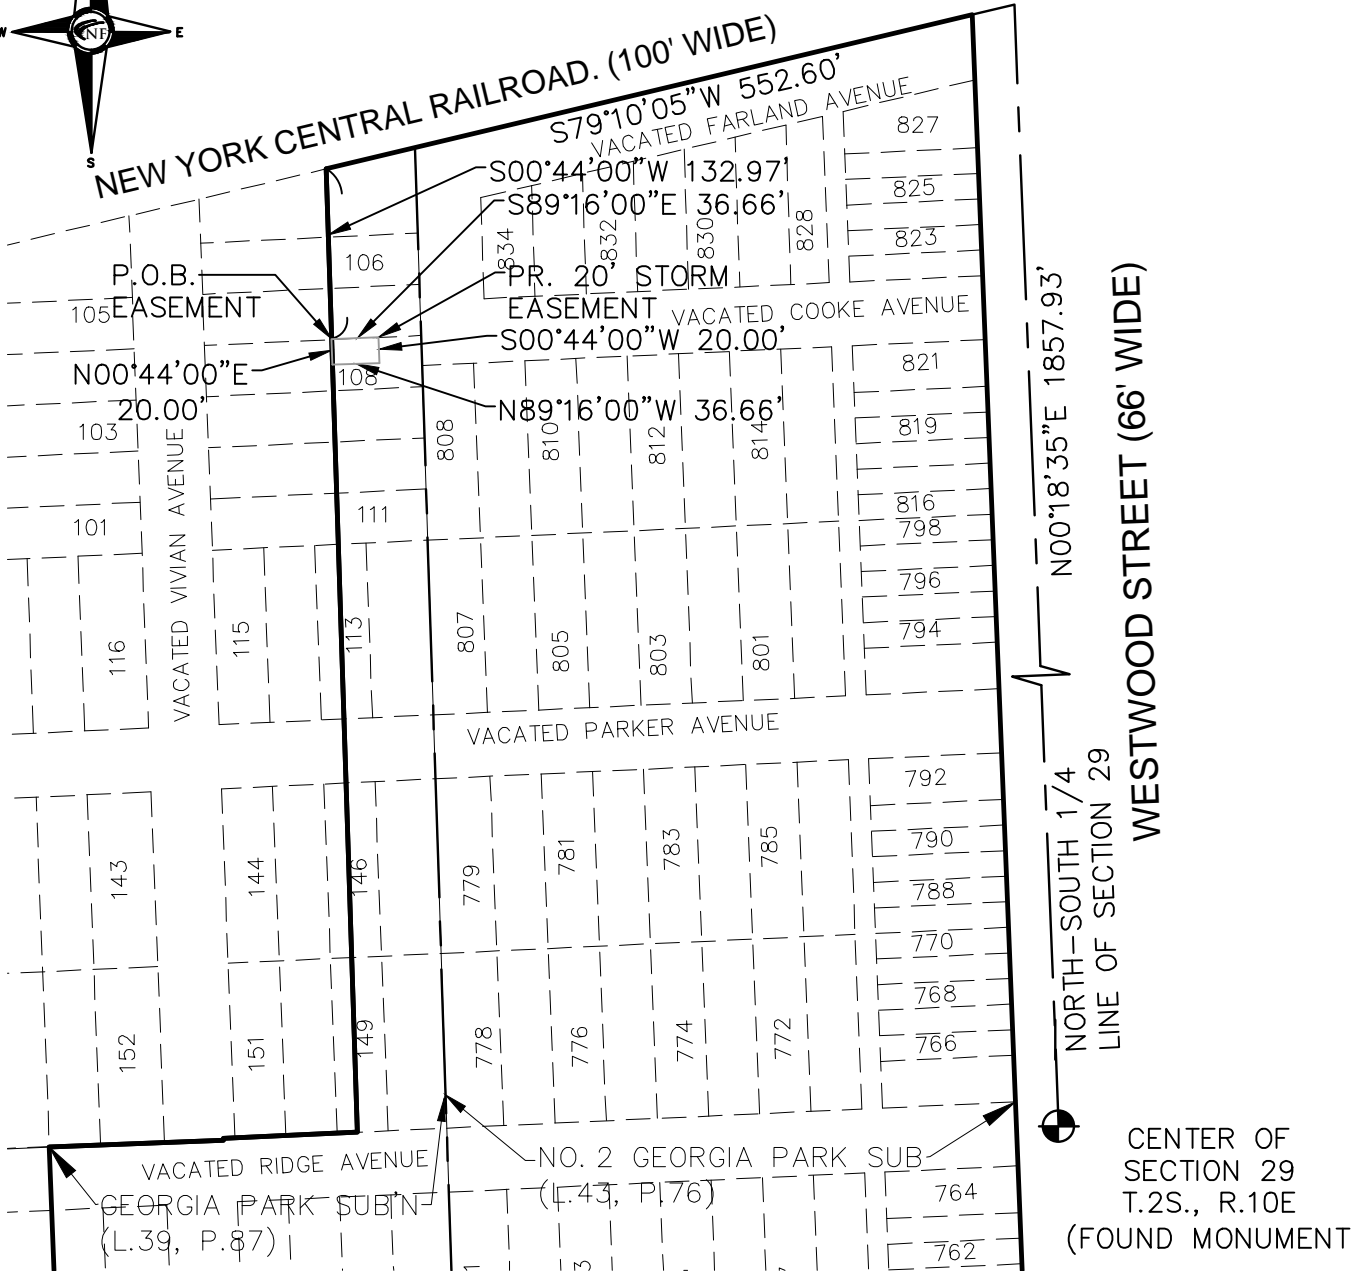 W
E
NF
S
NEW YORK CENTRAL RAILROAD. (100' WIDE)
S79°10'05"W 552.60'
VACATED FARLAND AVENUE
827
825
823
S00°44'00"W 132.97'
S89°16'00"E 36.66'
834
832
830
828
106
P.O.B.
EASEMENT
105
PR. 20' STORM
EASEMENT
VACATED COOKE AVENUE
S00°44'00"W 20.00'
N00°44'00"E
20.00'
108
N89°16'00"W 36.66'
821
819
816
798
796
794
103
101
111
808
810
812
814
VACATED VIVIAN AVENUE
116
115
113
807
805
803
801
N00°18'35"E 1857.93'
WESTWOOD STREET (66' WIDE)
VACATED PARKER AVENUE
792
790
788
770
768
766
143
144
146
779
781
783
785
NORTH-SOUTH 1/4
LINE OF SECTION 29
152
151
149
778
776
774
772
VACATED RIDGE AVENUE
GEORGIA PARK SUB'N
(L.39, P.87)
NO. 2 GEORGIA PARK SUB
(L.43, P.76)
764
762
CENTER OF
SECTION 29
T.2S., R.10E
(FOUND MONUMENT